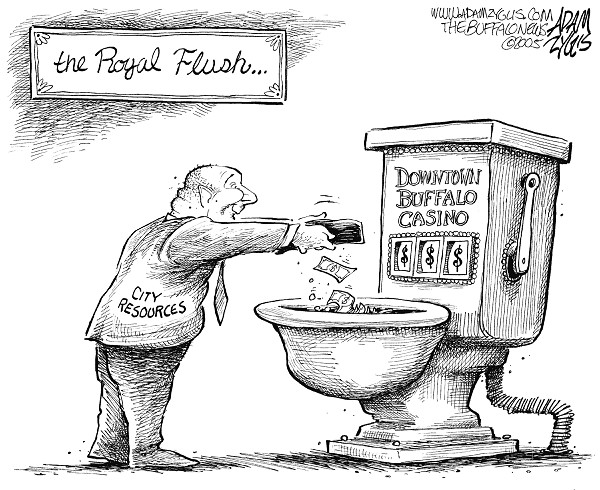 WWW.ADAMZYGLIS.COM
THE BUFFALO NEWS
©2005
ADAM
ZYGLIS
the Royal Flush...
DOWNTOWN
BUFFALO
CASINO
$ $ $
CITY
RESOURCES